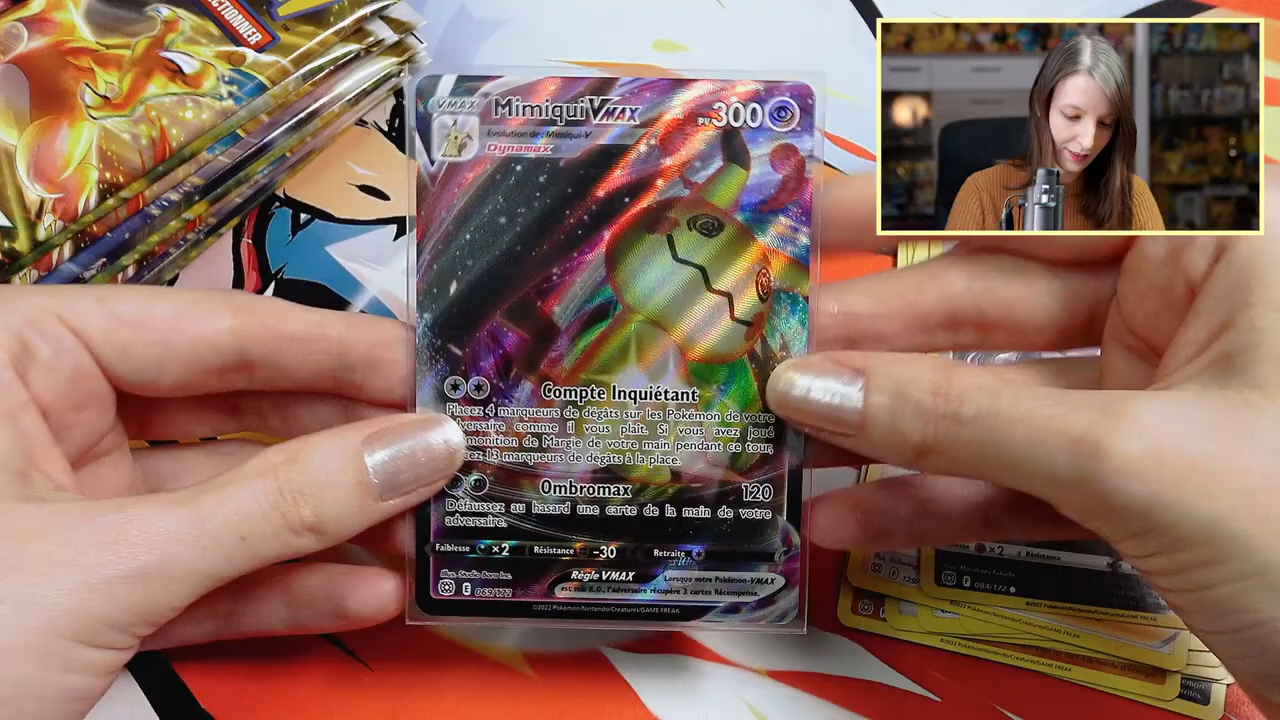 VMAX
MimiquiVMAX
PV300
Évolution de: Mimiqui-V
Dynamax
Compte Inquiétant
Placez 4 marqueurs de dégâts sur les Pokémon de votre
adversaire comme il vous plaît. Si vous avez joué
de Margie de votre main pendant ce tour,
13 marqueurs de dégâts à la place.
Ombromax 120
Défaussez au hasard une carte de la main de votre
adversaire.
Faiblesse ×2 Résistance -30 Retraite
Règle VMAX Lorsque votre Pokémon-VMAX
est mis K.O., l'adversaire récupère 3 cartes Récompense.
Illus. Studio Bora Inc.
E 069/172
©2022 Pokémon/Nintendo/Creatures/GAME FREAK
×2 Résistance
F 084/172
©2022 Pokémon/Nintendo/Creatures/GAME FREAK
©2022 Pokémon/Nintendo/Creatures/GAME FREAK